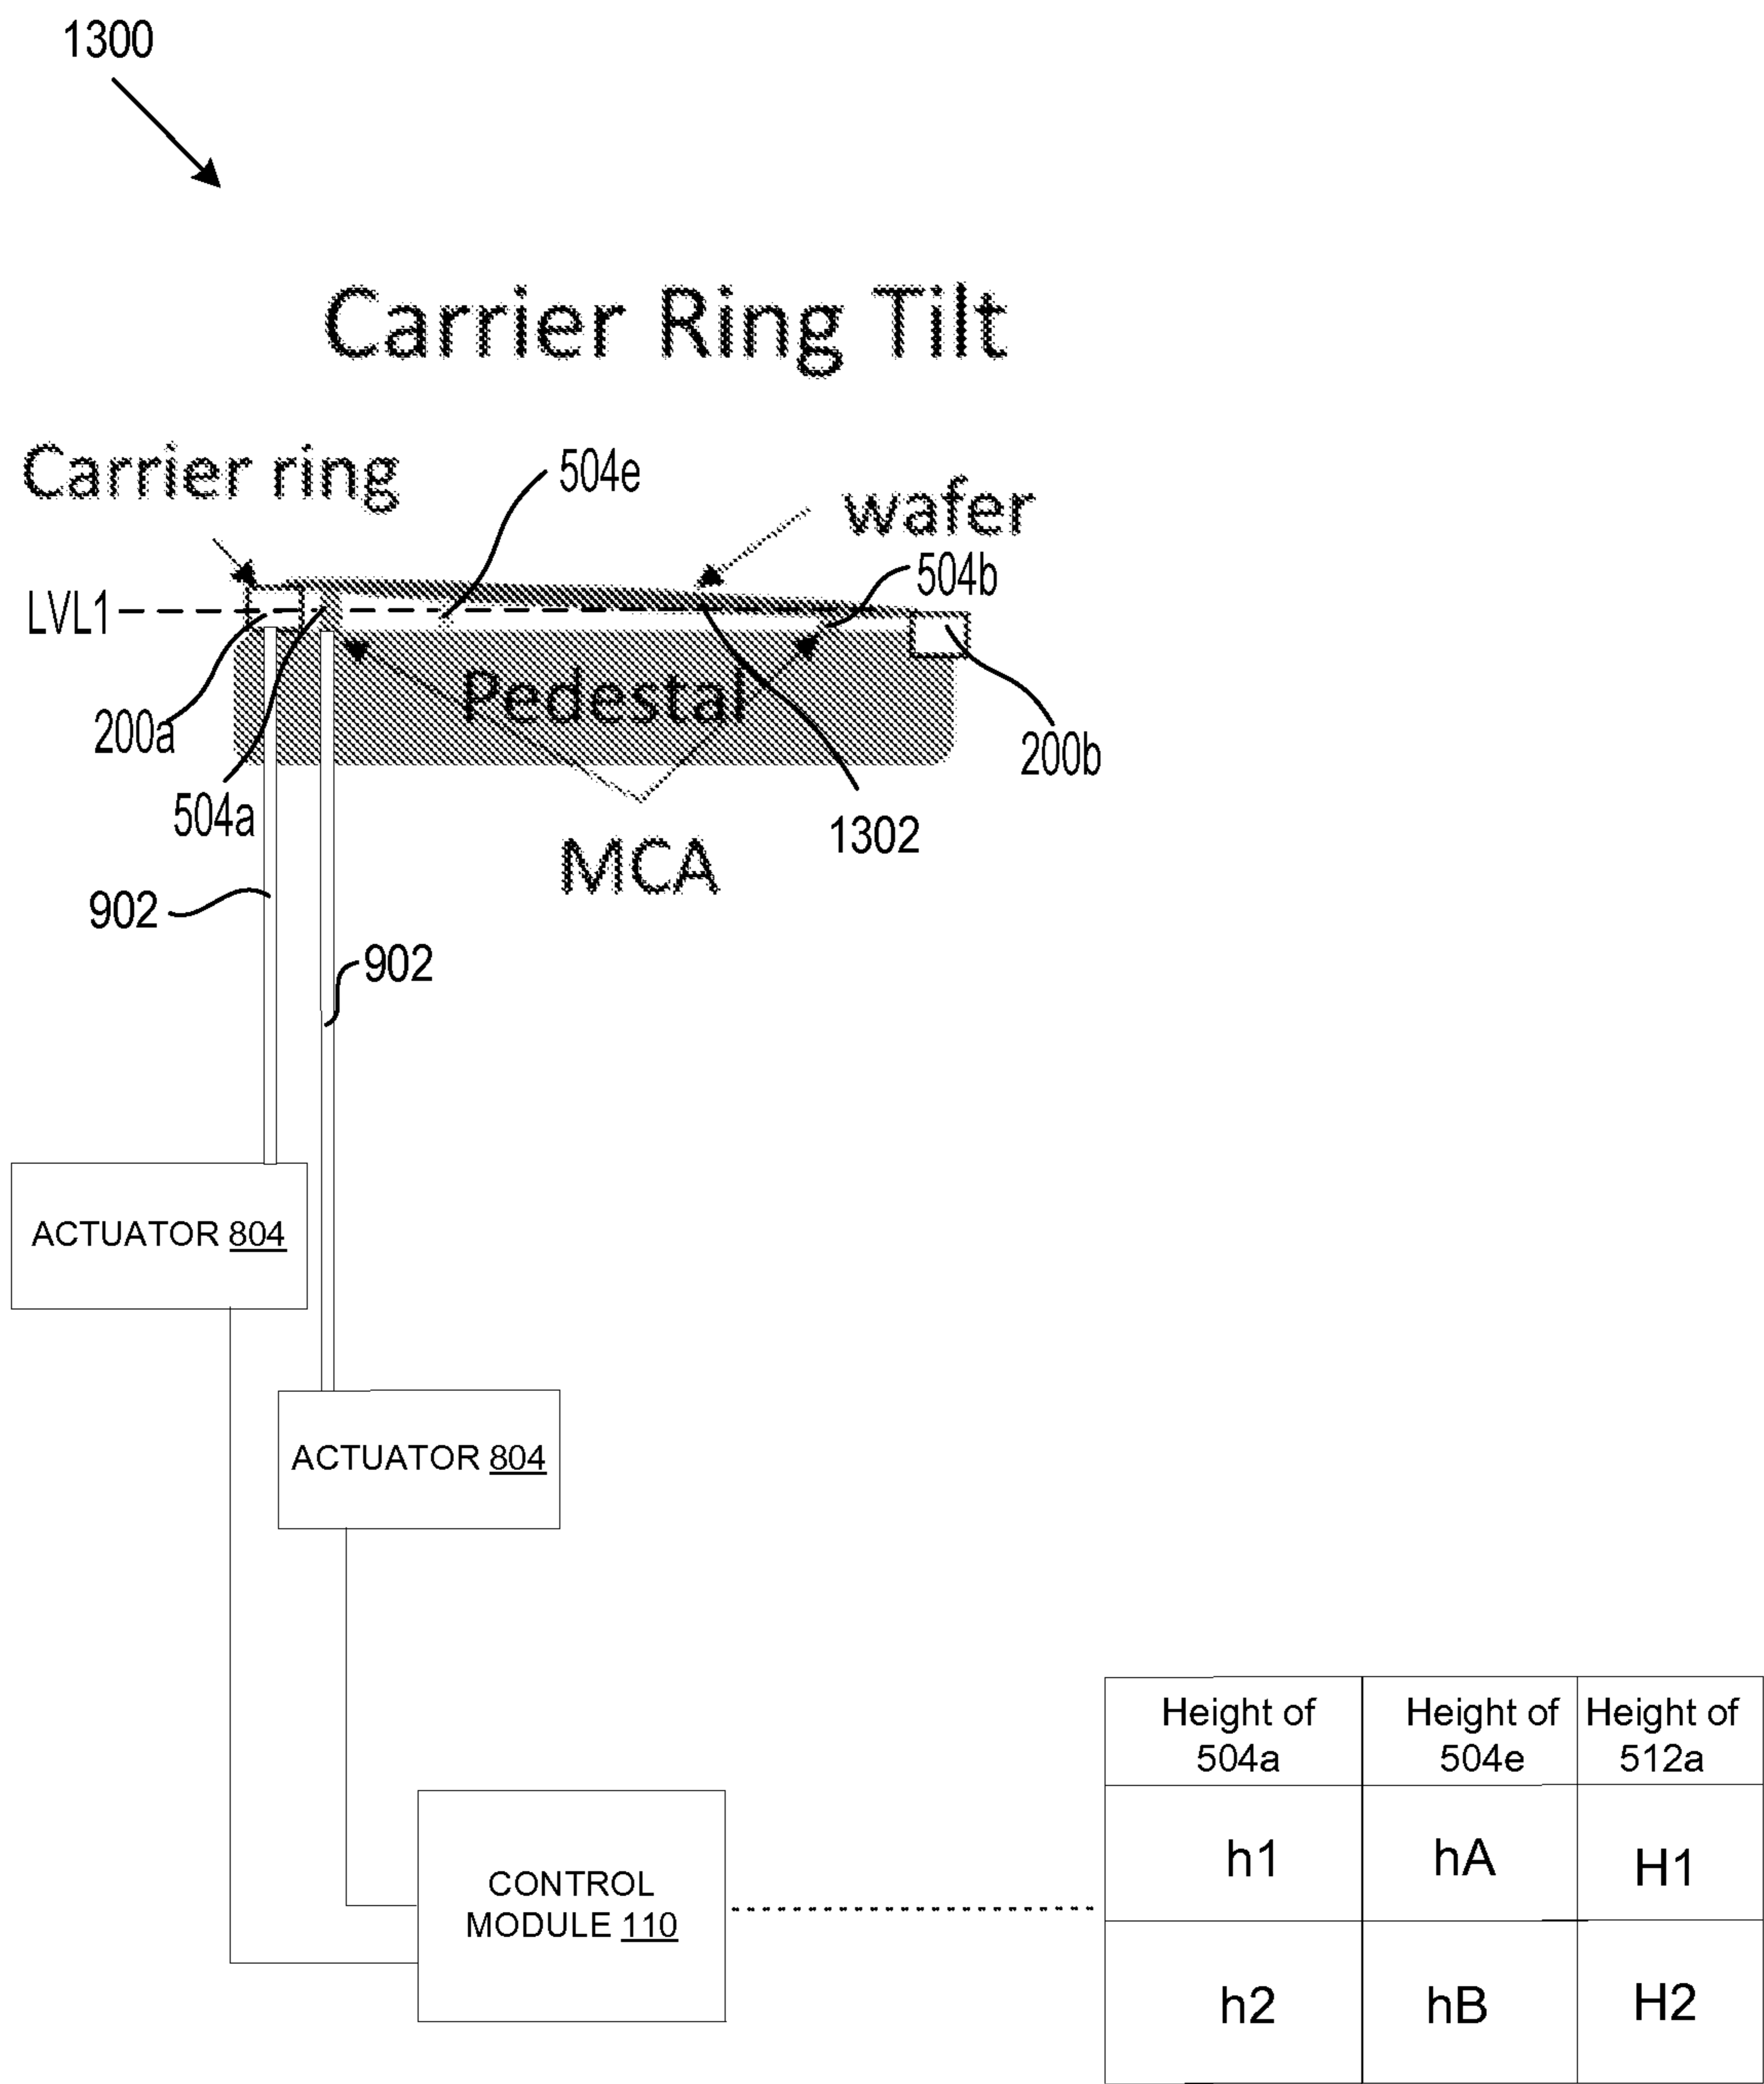 1300
Carrier Ring Tilt
Carrier ring
504e
wafer
504b
LVL1
Pedestal
200a
200b
504a
1302
MCA
902
902
ACTUATOR 804
ACTUATOR 804
CONTROL
MODULE 110
Height of
504a
Height of
504e
Height of
512a
h1
hA
H1
h2
hB
H2